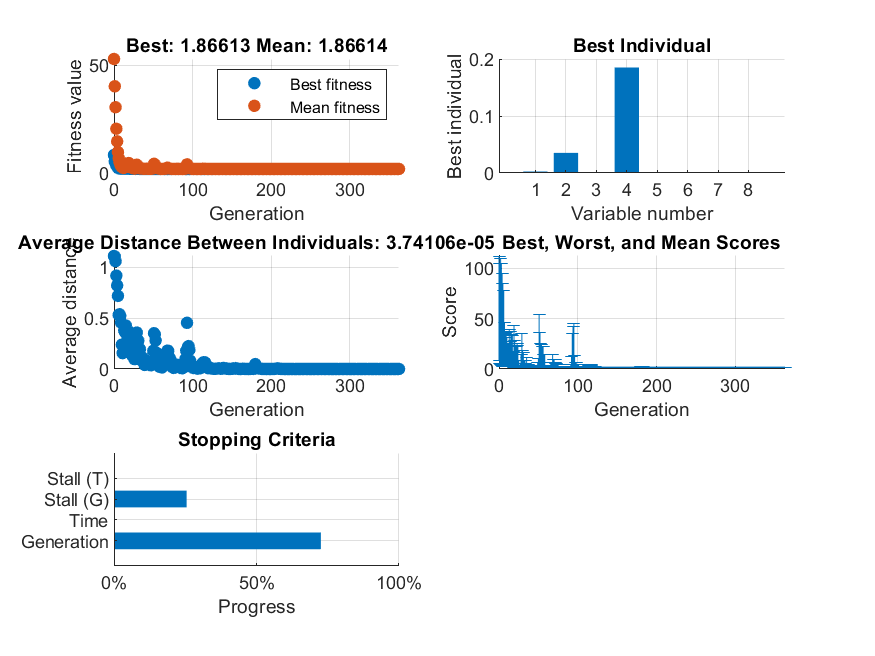 Best: 1.86613 Mean: 1.86614
Fitness value
50
0
Best fitness
Mean fitness
0 100 200 300
Generation
Best Individual
Best individual
0.2
0.1
0
1 2 3 4 5 6 7 8
Variable number
Average Distance Between Individuals: 3.74106e-05
Average distance
1
0.5
0
0 100 200 300
Generation
Best, Worst, and Mean Scores
Score
100
50
0
0 100 200 300
Generation
Stopping Criteria
Stall (T)
Stall (G)
Time
Generation
0% 50% 100%
Progress